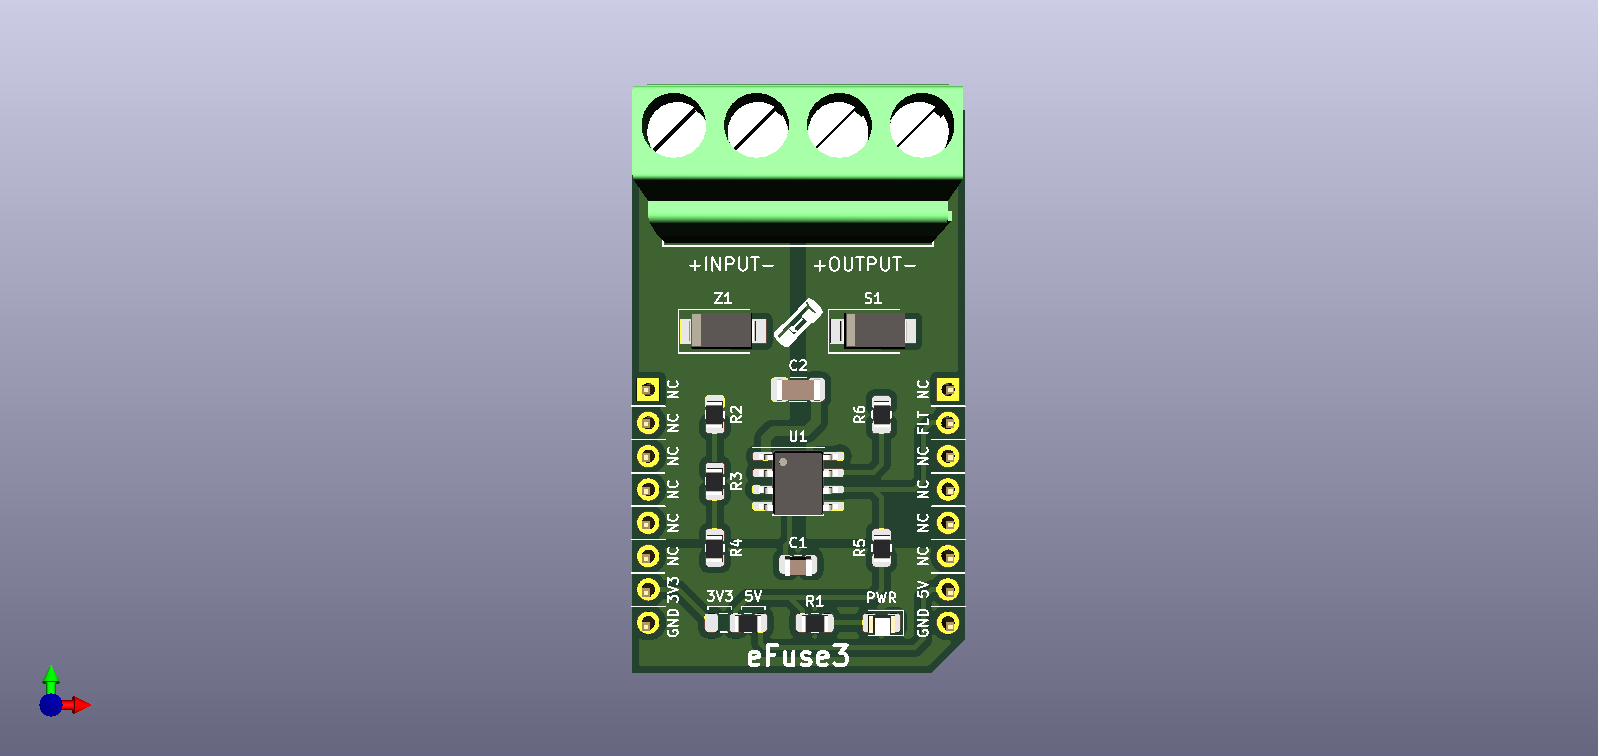 +INPUT- +OUTPUT-
Z1 S1
C2
NC NC
R2 R6
NC FLT
U1
NC NC
R3
NC NC
NC NC
C1
R4 R5
NC NC
3V3 5V
3V3 5V R1 PWR
GND GND
eFuse3